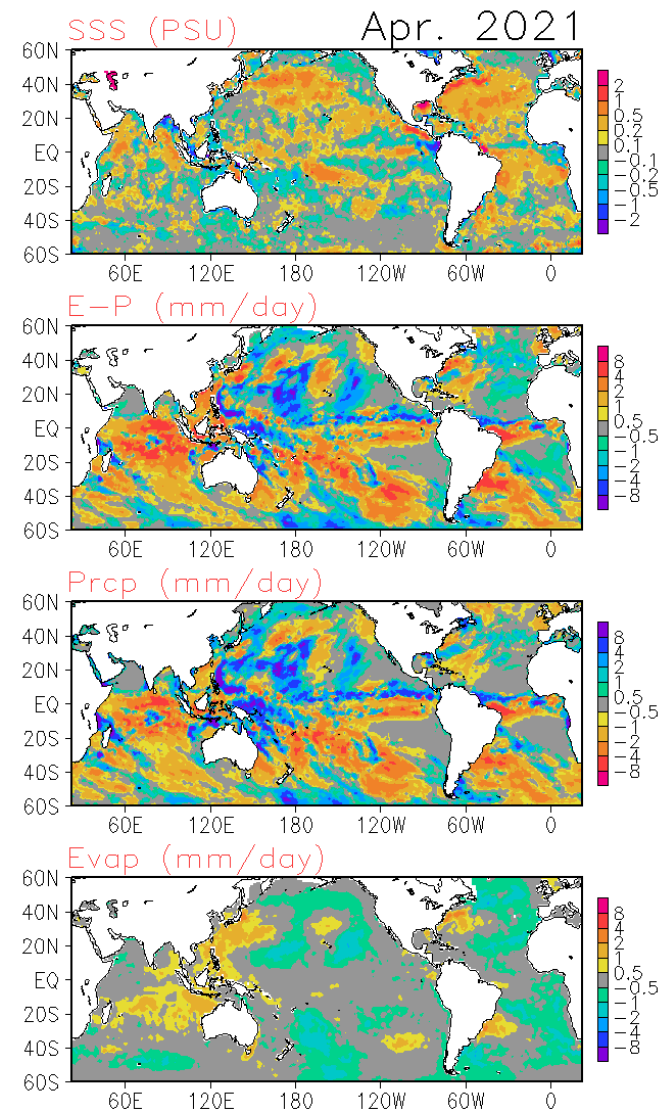 SSS (PSU) Apr. 2021
60N
40N
20N
EQ
20S
40S
60S
60E 120E 180 120W 60W 0
2
1
0.5
0.2
0.1
-0.1
-0.2
-0.5
-1
-2
E-P (mm/day)
60N
40N
20N
EQ
20S
40S
60S
60E 120E 180 120W 60W 0
8
4
2
1
0.5
-0.5
-1
-2
-4
-8
Prcp (mm/day)
60N
40N
20N
EQ
20S
40S
60S
60E 120E 180 120W 60W 0
8
4
2
1
0.5
-0.5
-1
-2
-4
-8
Evap (mm/day)
60N
40N
20N
EQ
20S
40S
60S
60E 120E 180 120W 60W 0
8
4
2
1
0.5
-0.5
-1
-2
-4
-8